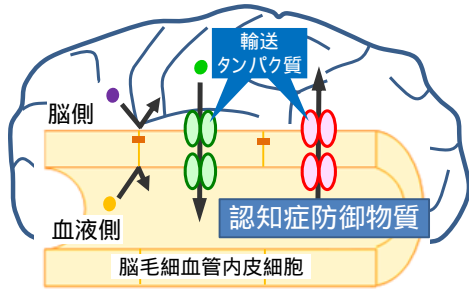 輸送
タンパク質
脳側
血液側
認知症防御物質
脳毛細血管内皮細胞